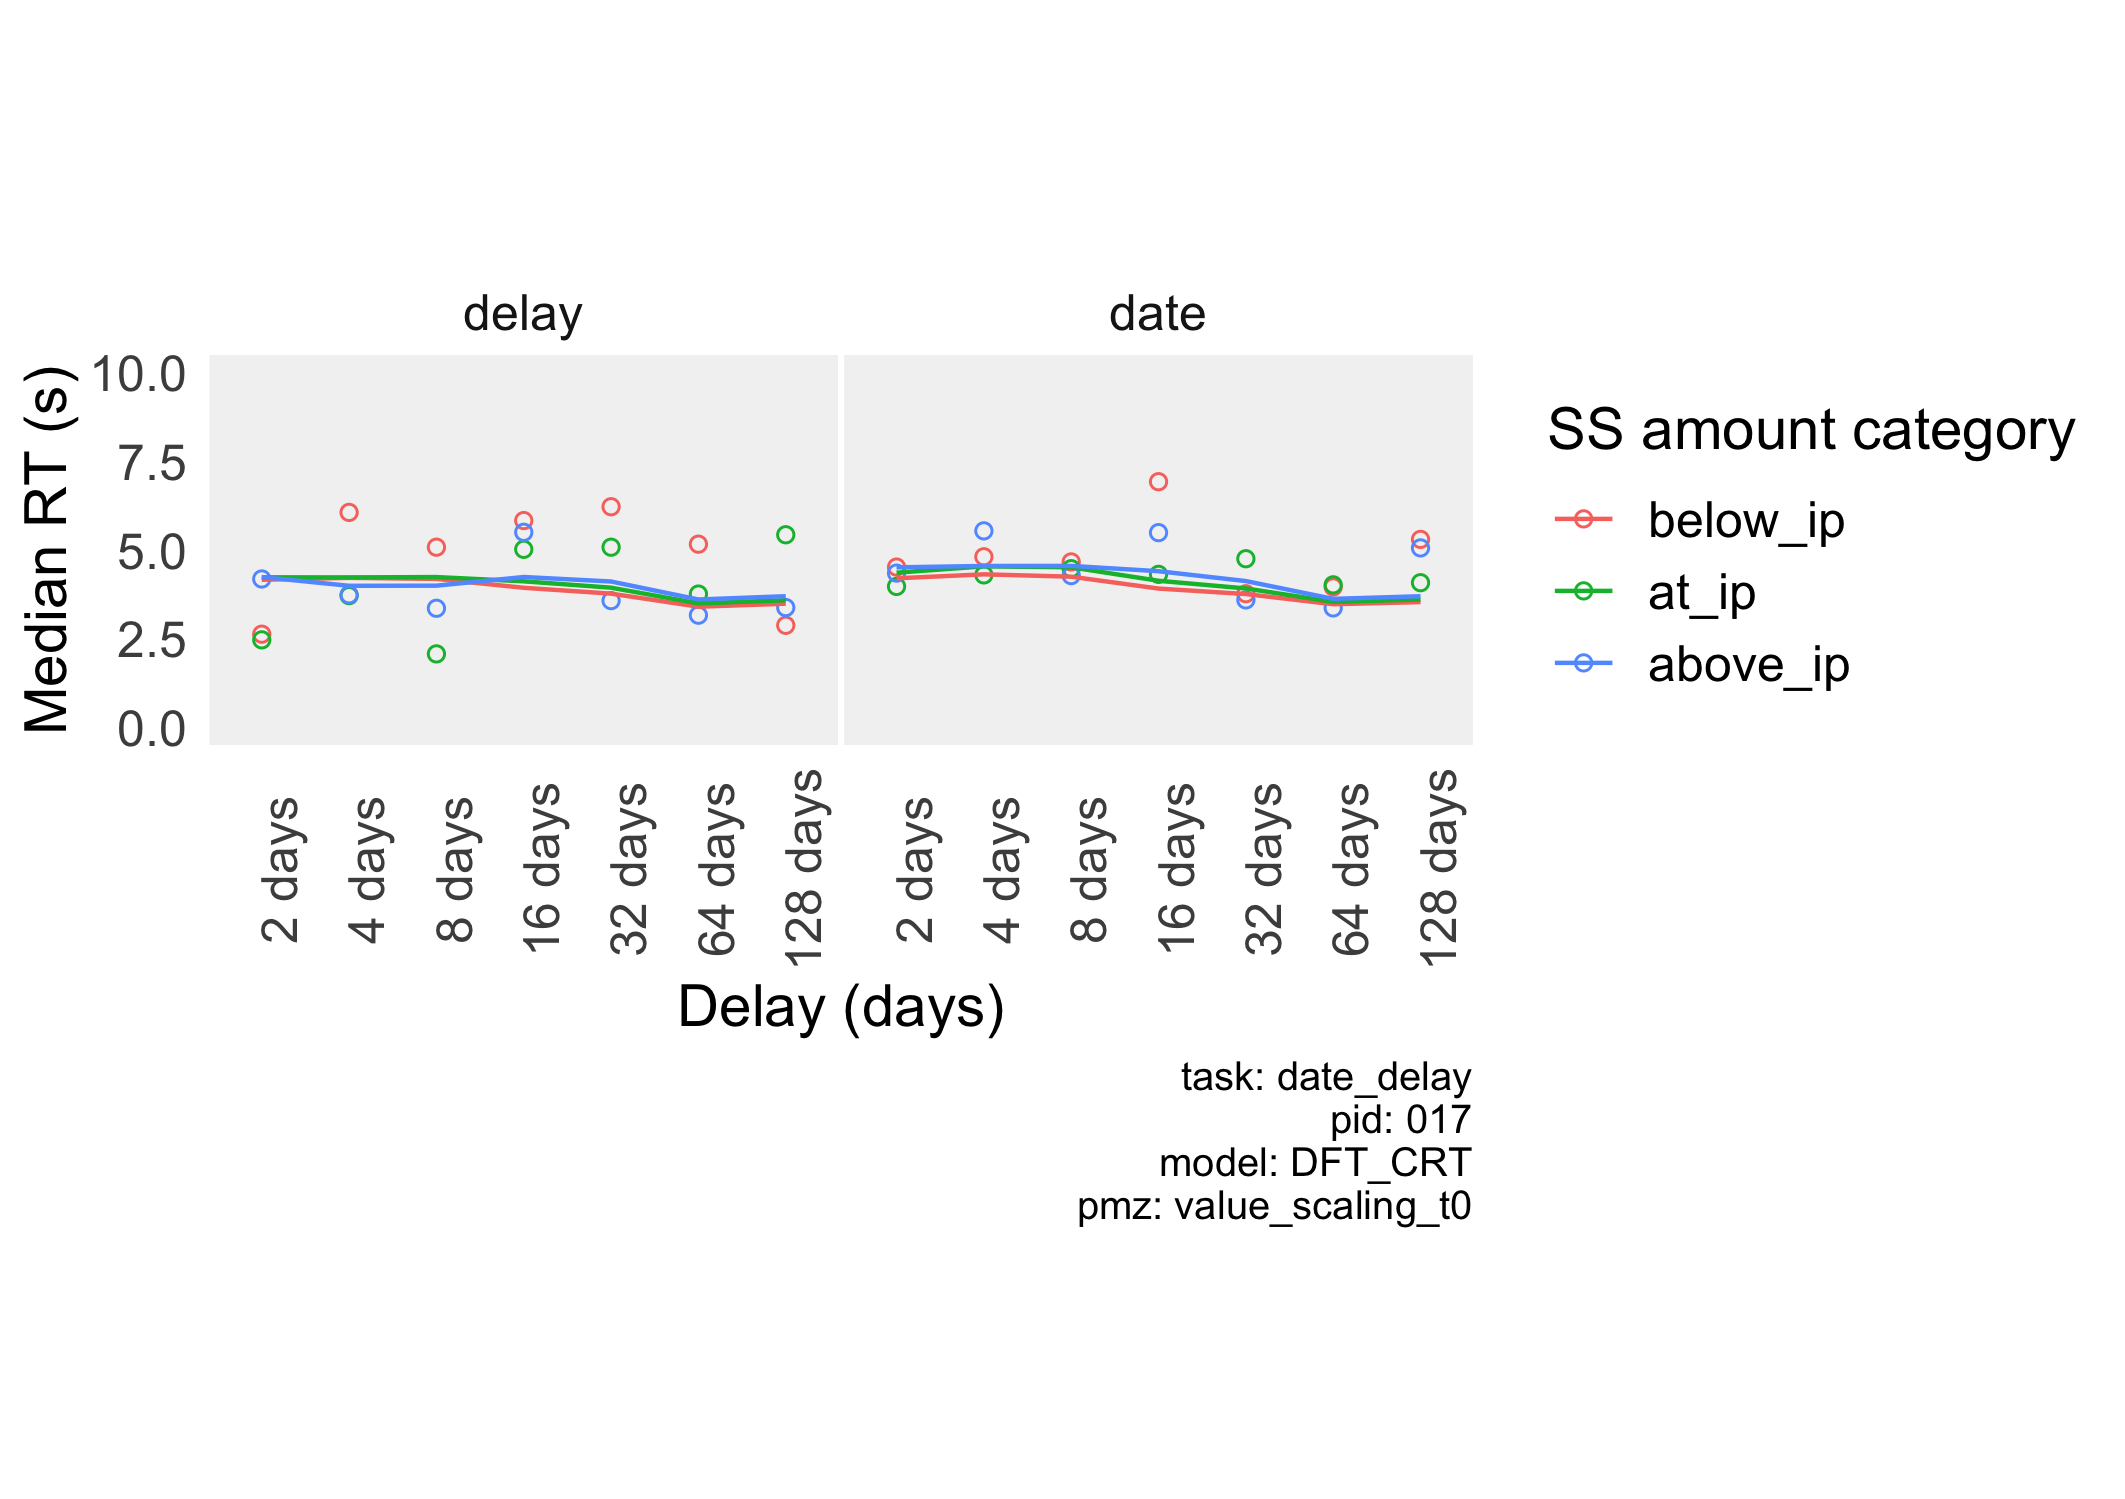 delay
date
Median RT (s)
10.0
7.5
5.0
2.5
0.0
2 days
4 days
8 days
16 days
32 days
64 days
128 days
2 days
4 days
8 days
16 days
32 days
64 days
128 days
Delay (days)
SS amount category
below_ip
at_ip
above_ip
task: date_delay
pid: 017
model: DFT_CRT
pmz: value_scaling_t0